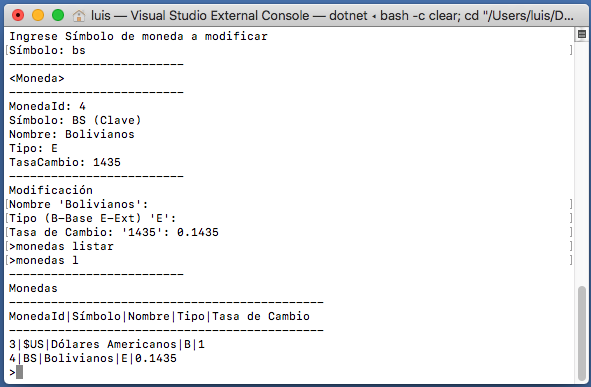 luis — Visual Studio External Console — dotnet ◂ bash -c clear; cd "/Users/luis/D...
Ingrese Símbolo de moneda a modificar
[Símbolo: bs ]
-------------------------
<Moneda>
-------------------------
MonedaId: 4
Símbolo: BS (Clave)
Nombre: Bolivianos
Tipo: E
TasaCambio: 1435
-------------------------
Modificación
[Nombre 'Bolivianos': ]
[Tipo (B-Base E-Ext) 'E': ]
[Tasa de Cambio: '1435': 0.1435 ]
[>monedas listar ]
[>monedas l ]
-------------------------
Monedas
---------------------------------------------
MonedaId|Símbolo|Nombre|Tipo|Tasa de Cambio
---------------------------------------------
3|$US|Dólares Americanos|B|1
4|BS|Bolivianos|E|0.1435
>